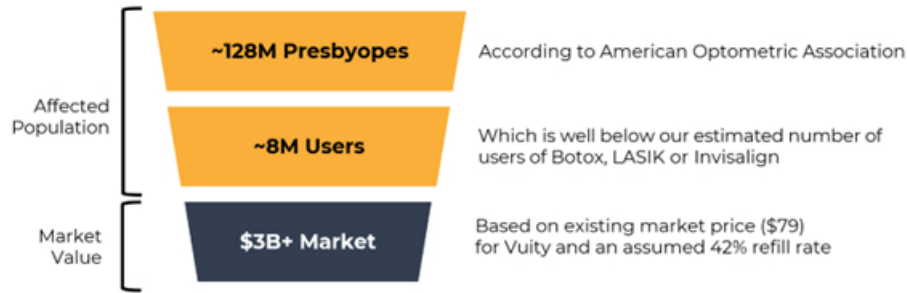 ~128M Presbyopes
According to American Optometric Association
Affected
Population
~8M Users
Which is well below our estimated number of
users of Botox, LASIK or Invisalign
Market
Value
$3B+ Market
Based on existing market price ($79)
for Vuity and an assumed 42% refill rate